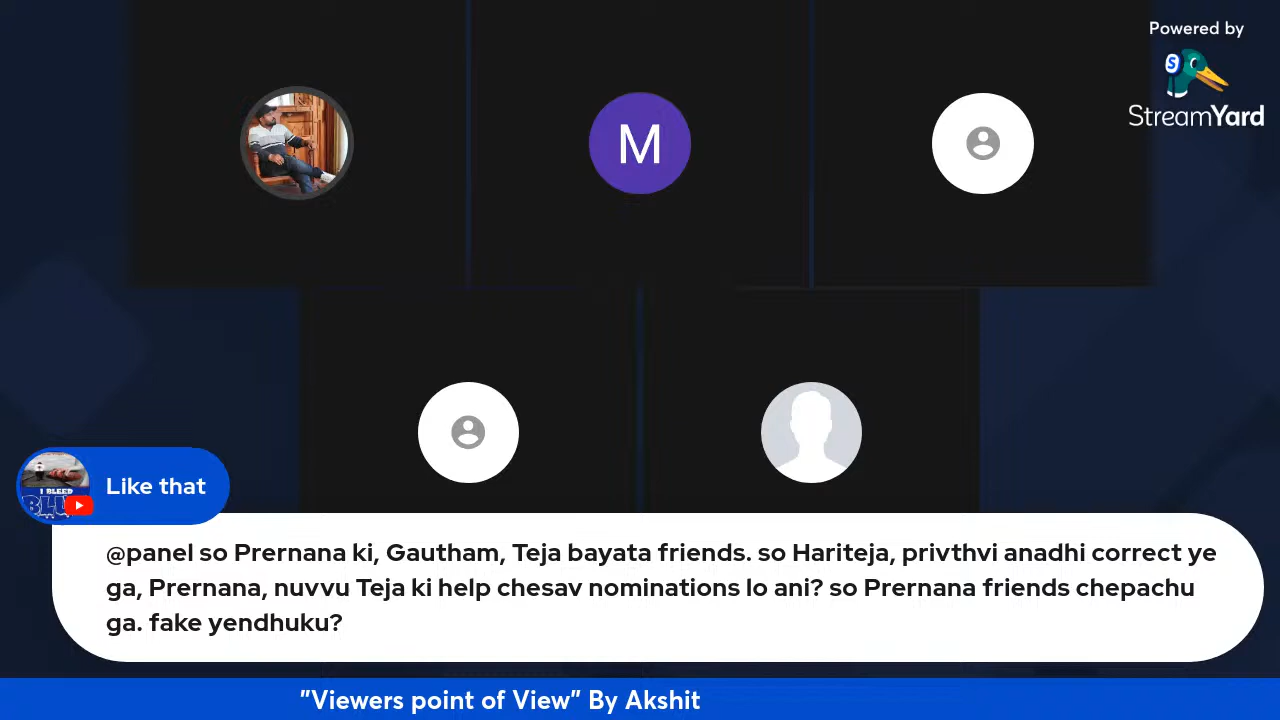 Powered by
S
StreamYard
M
I BLEED
BLUE
Like that
@panel so Prernana ki, Gautham, Teja bayata friends. so Hariteja, privthvi anadhi correct ye
ga, Prernana, nuvvu Teja ki help chesav nominations lo ani? so Prernana friends chepachu
ga. fake yendhuku?
"Viewers point of View" By Akshit